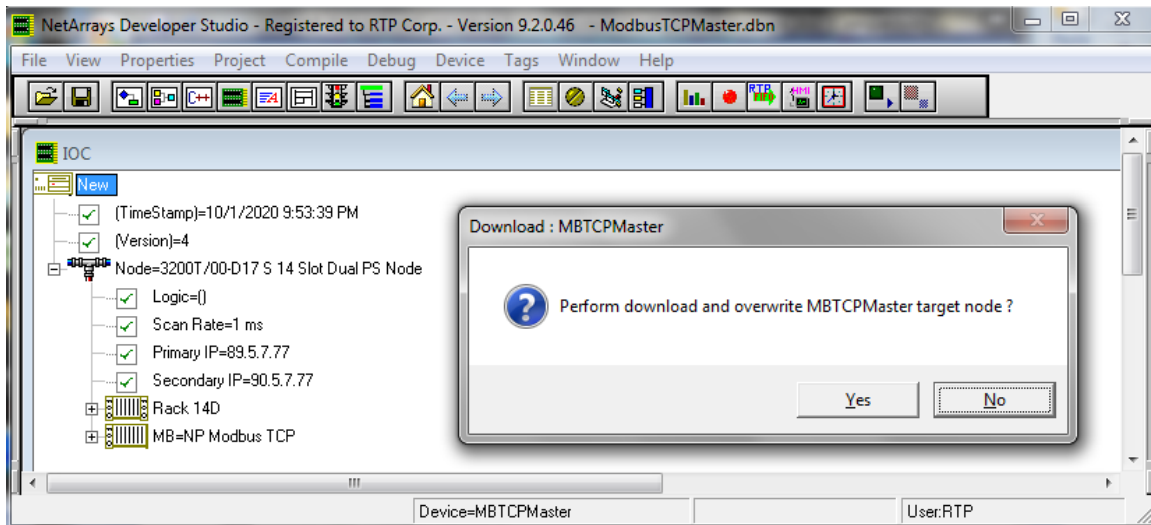 NetArrays Developer Studio - Registered to RTP Corp. - Version 9.2.0.46 - ModbusTCPMaster.dbn
File View Properties Project Compile Debug Device Tags Window Help
C++
RTP
HMI
IOC
New
(TimeStamp)=10/1/2020 9:53:39 PM
(Version)=4
Node=3200T/00-D17 S 14 Slot Dual PS Node
Logic=()
Scan Rate=1 ms
Primary IP=89.5.7.77
Secondary IP=90.5.7.77
Rack 14D
MB=NP Modbus TCP
Download : MBTCPMaster
Perform download and overwrite MBTCPMaster target node ?
Yes No
Device=MBTCPMaster User:RTP